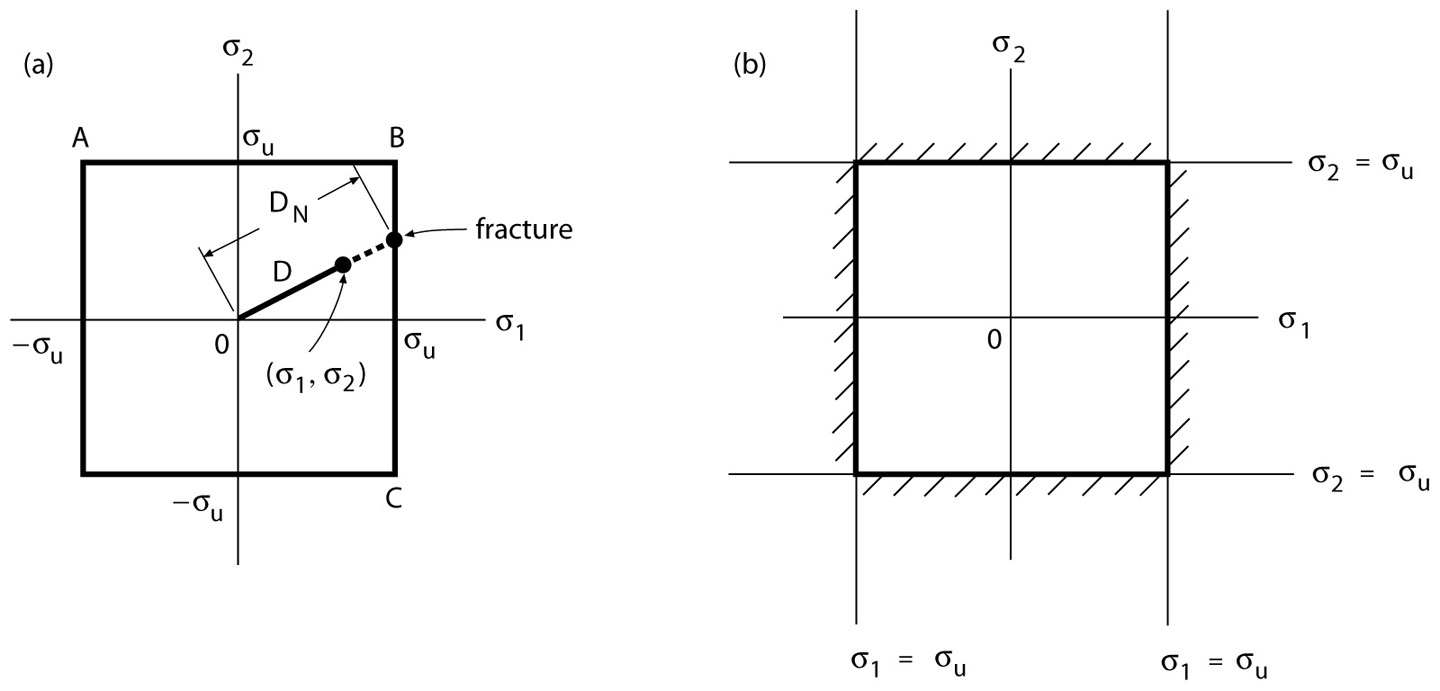 (a)
σ2
A
σu
B
DN
fracture
D
σ1
−σu
0
σu
(σ1, σ2)
−σu
C
(b)
σ2
σ2 = σu
σ1
0
σ2 = σu
σ1 = σu
σ1 = σu